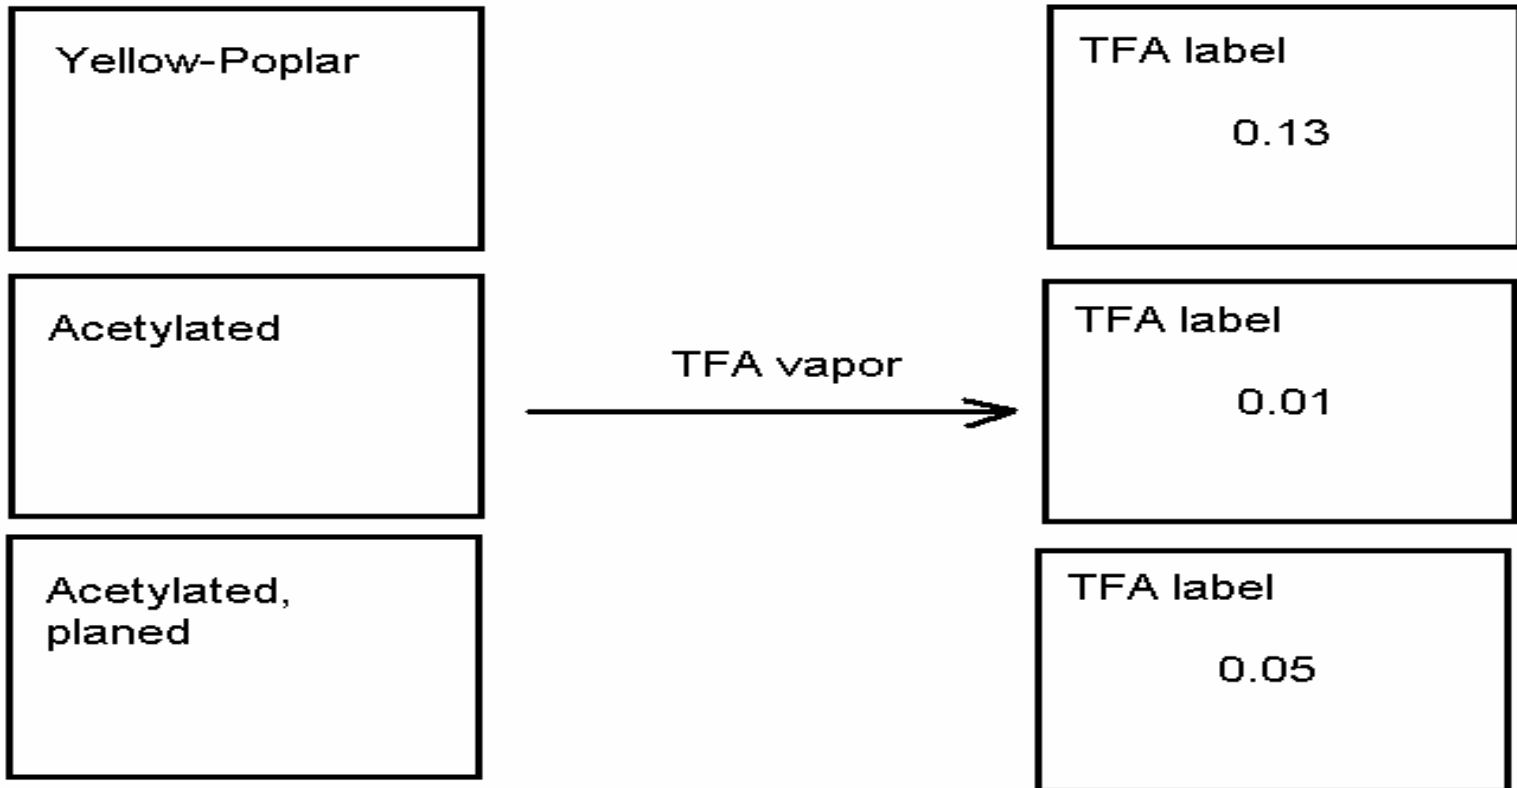 Yellow-Poplar
TFA label
0.13
Acetylated
TFA vapor
TFA label
0.01
Acetylated,
planed
TFA label
0.05